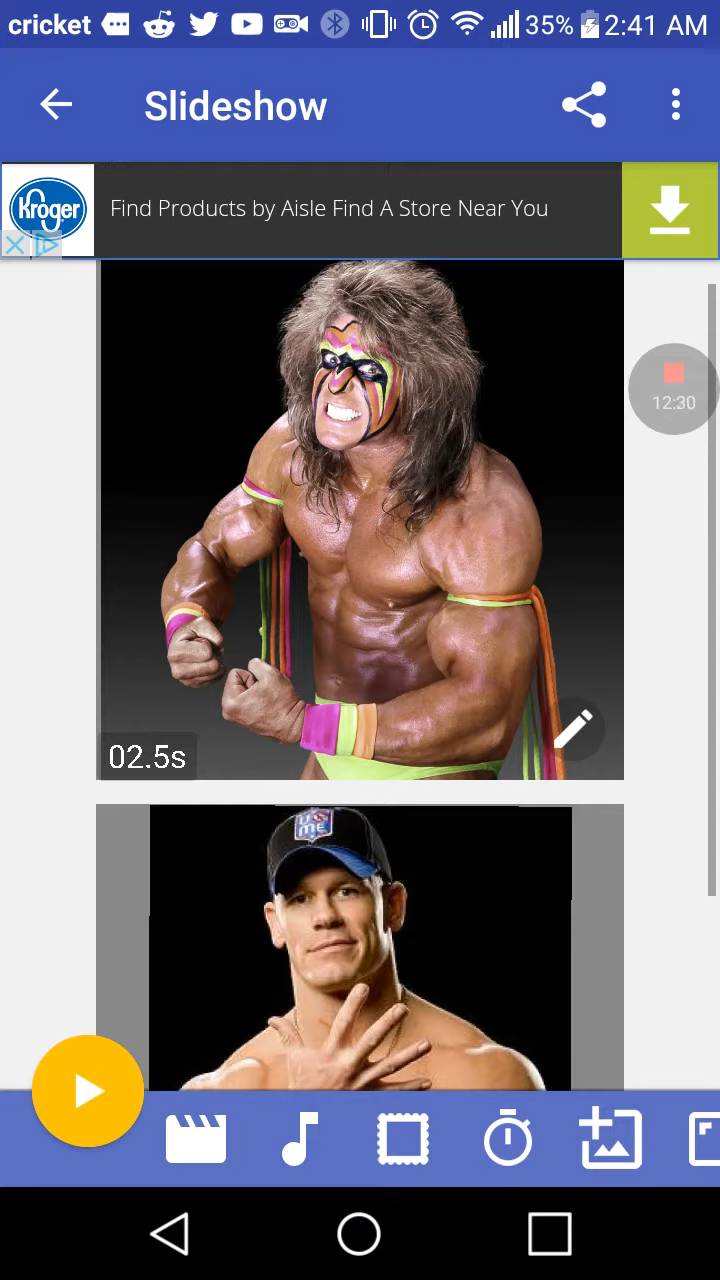 cricket 35% 2:41 AM
Slideshow
Kroger
Find Products by Aisle Find A Store Near You
12:30
02.5s
U S
ME